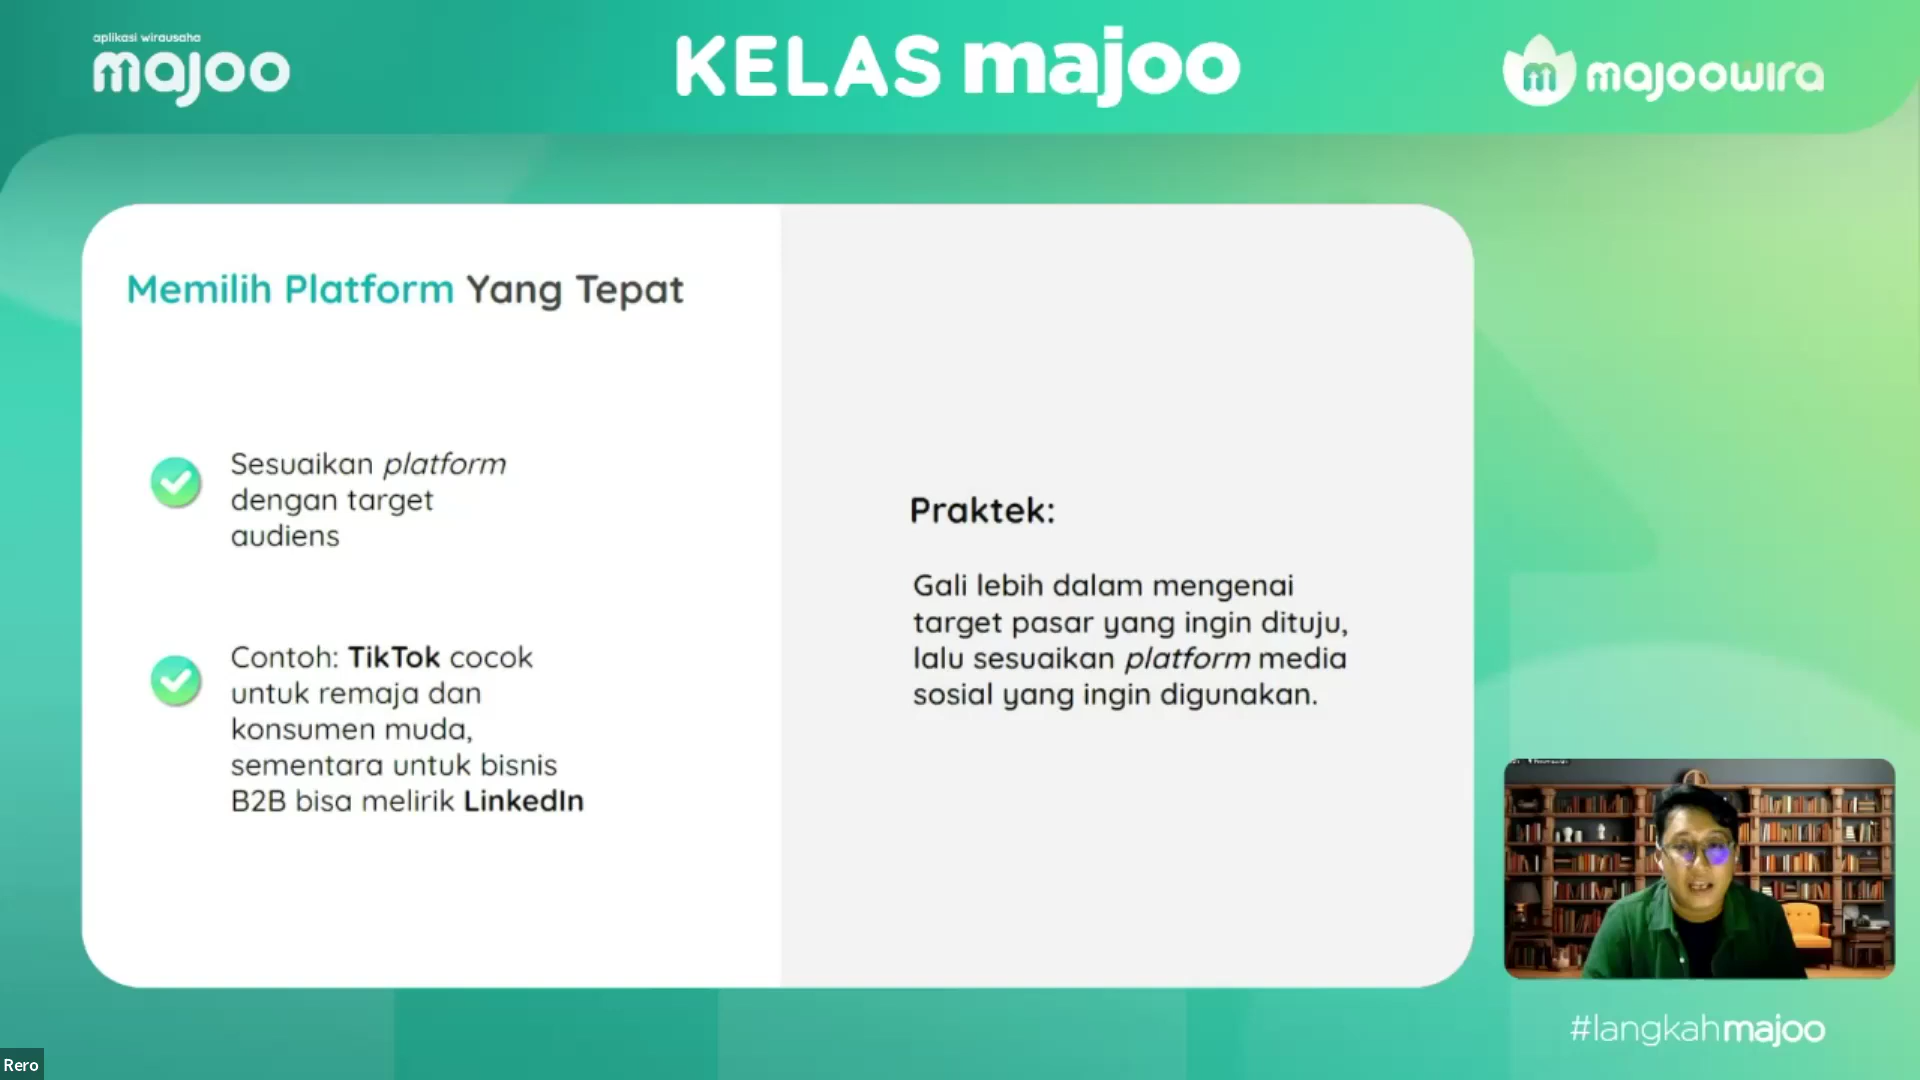 aplikasi wirausaha
majoo
KELAS majoo
majoowira
Memilih Platform Yang Tepat
Sesuaikan platform
dengan target
audiens
Contoh: TikTok cocok
untuk remaja dan
konsumen muda,
sementara untuk bisnis
B2B bisa melirik LinkedIn
Praktek:
Gali lebih dalam mengenai
target pasar yang ingin dituju,
lalu sesuaikan platform media
sosial yang ingin digunakan.
#langkahmajoo
Rero